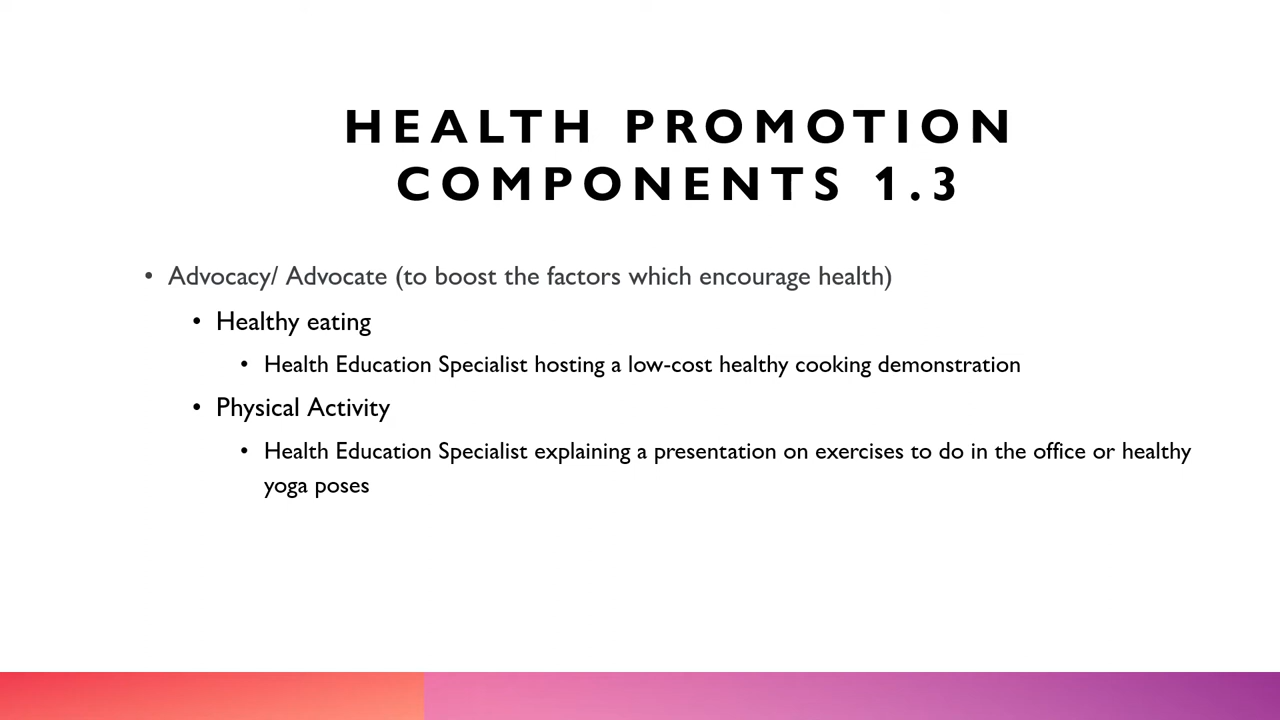 HEALTH PROMOTION
COMPONENTS 1.3
• Advocacy/ Advocate (to boost the factors which encourage health)
• Healthy eating
• Health Education Specialist hosting a low-cost healthy cooking demonstration
• Physical Activity
• Health Education Specialist explaining a presentation on exercises to do in the office or healthy
yoga poses